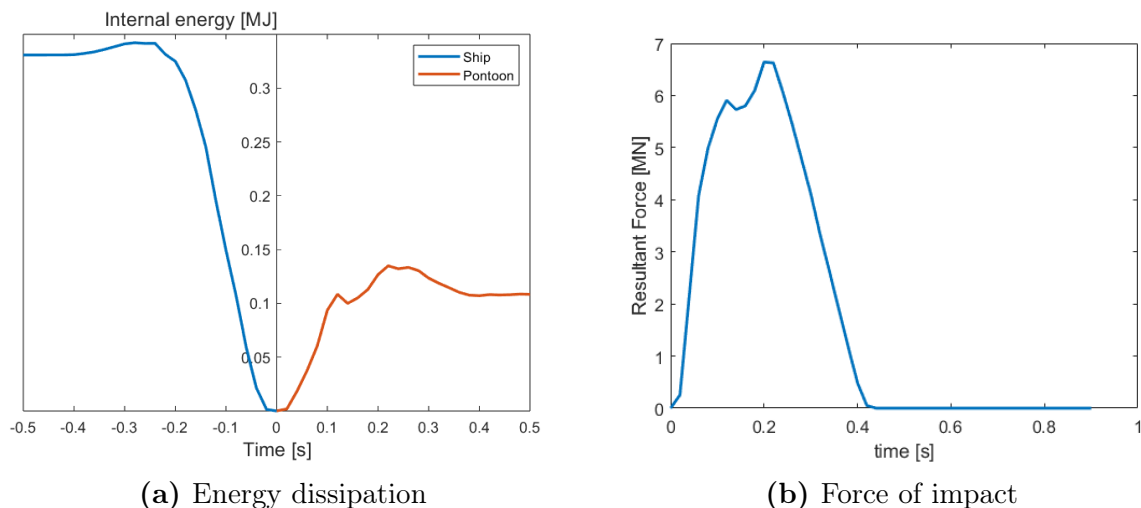 Internal energy [MJ]
Ship
Pontoon
0.3
0.25
0.2
0.15
0.1
0.05
-0.5 -0.4 -0.3 -0.2 -0.1 0 0.1 0.2 0.3 0.4 0.5
Time [s]
(a) Energy dissipation
7
6
5
4
3
2
1
0
Resultant Force [MN]
0 0.2 0.4 0.6 0.8 1
time [s]
(b) Force of impact